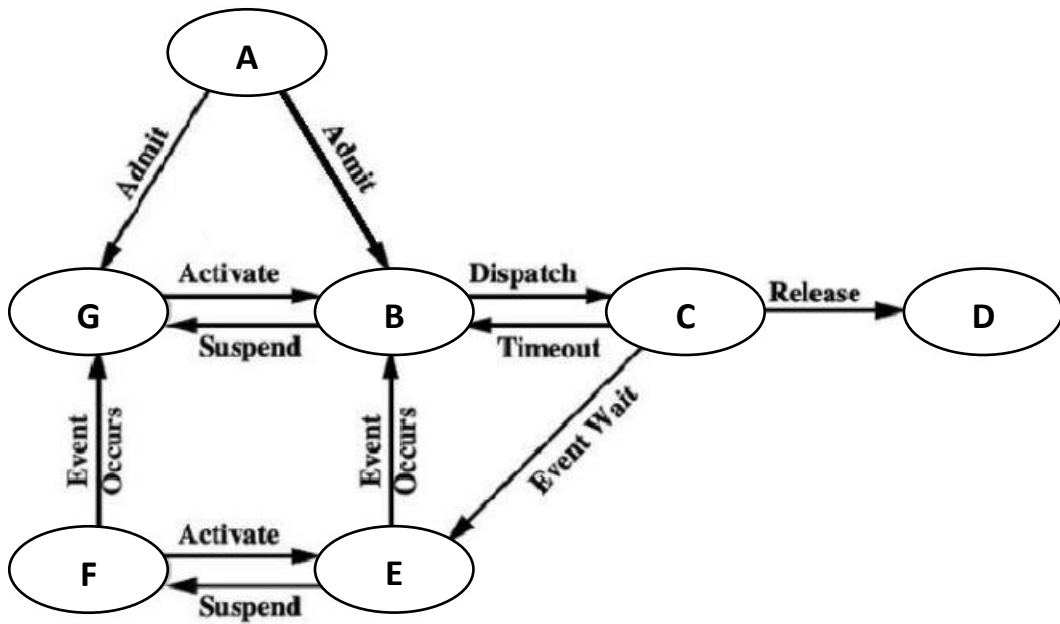 A
Admit
Admit
Activate
Dispatch
Release
G
B
C
D
Suspend
Timeout
Event
Occurs
Event
Occurs
Event Wait
Activate
F
E
Suspend